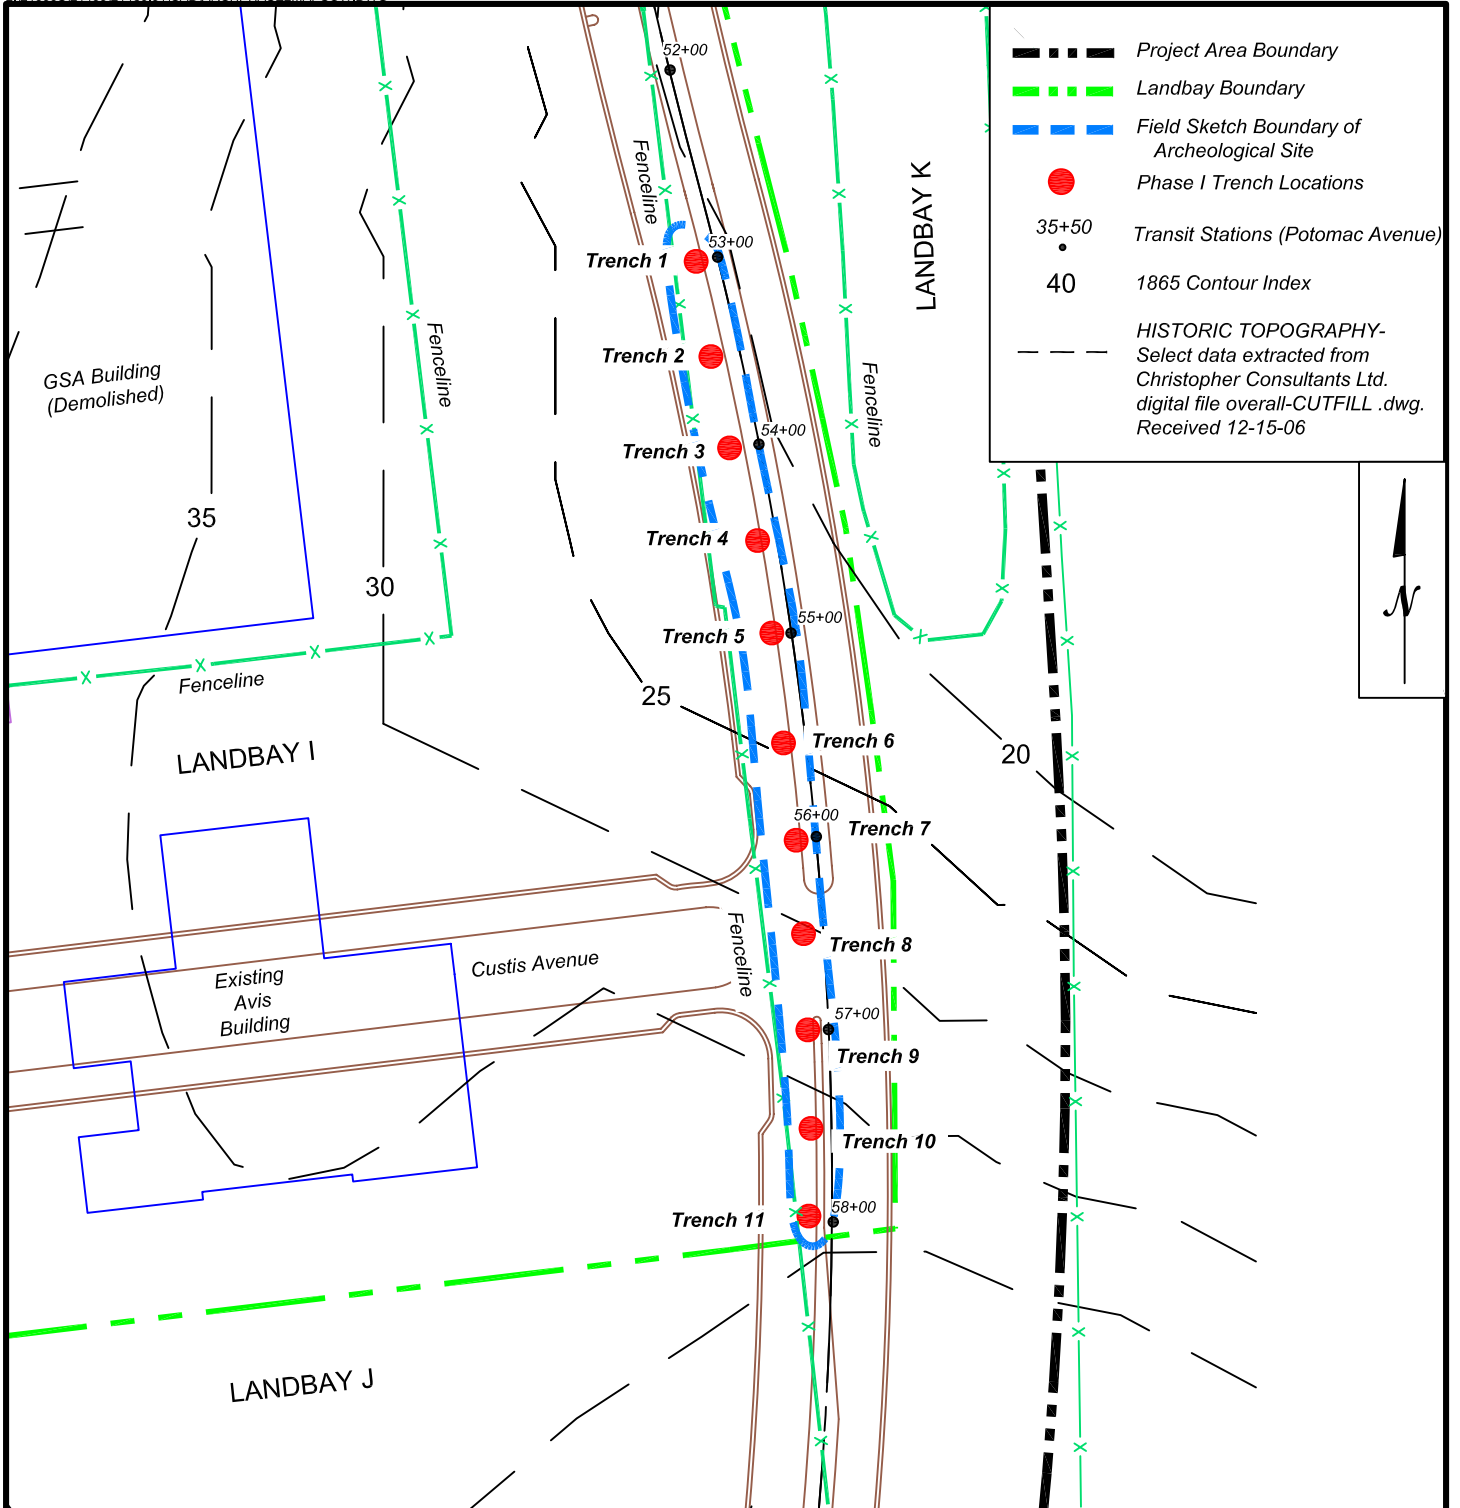 Project Area Boundary
Landbay Boundary
Field Sketch Boundary of
Archeological Site
Phase I Trench Locations
35+50
Transit Stations (Potomac Avenue)
40
1865 Contour Index
HISTORIC TOPOGRAPHY-
Select data extracted from
Christopher Consultants Ltd.
digital file overall-CUTFILL .dwg.
Received 12-15-06
N
52+00
Fenceline
LANDBAY K
53+00
Trench 1
Fenceline
Trench 2
GSA Building
(Demolished)
Fenceline
54+00
Trench 3
35
Trench 4
30
55+00
Trench 5
Fenceline
25
Trench 6
20
LANDBAY I
56+00
Trench 7
Fenceline
Trench 8
Custis Avenue
Existing
Avis
Building
57+00
Trench 9
Trench 10
58+00
Trench 11
LANDBAY J